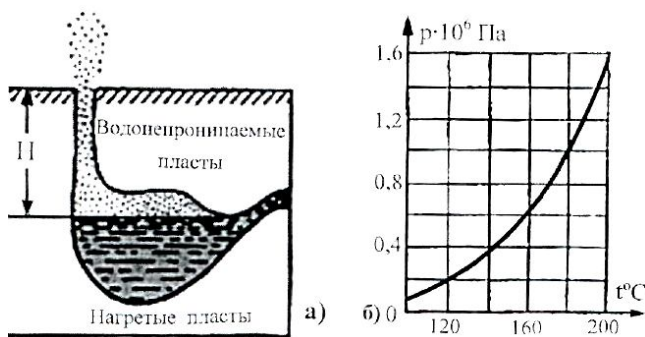 H
Водонепроницаемые
пласты
Нагретые пласты
а)
p·10⁶ Па
1.6
1,2
0.8
0,4
0
120
160
200
t°C
б)